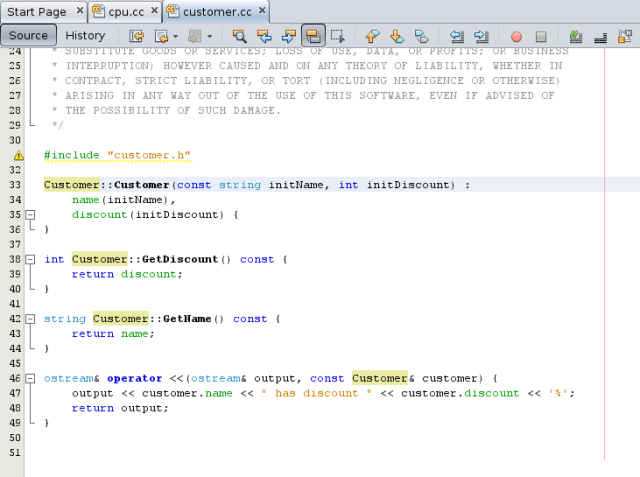 Start Page
cpu.cc
customer.cc
Source History
24 * SUBSTITUTE GOODS OR SERVICES; LOSS OF USE, DATA, OR PROFITS; OR BUSINESS
25 * INTERRUPTION) HOWEVER CAUSED AND ON ANY THEORY OF LIABILITY, WHETHER IN
26 * CONTRACT, STRICT LIABILITY, OR TORT (INCLUDING NEGLIGENCE OR OTHERWISE)
27 * ARISING IN ANY WAY OUT OF THE USE OF THIS SOFTWARE, EVEN IF ADVISED OF
28 * THE POSSIBILITY OF SUCH DAMAGE.
29 */
30
#include "customer.h"
32
33 Customer::Customer(const string initName, int initDiscount) :
34 name(initName),
35 discount(initDiscount) {
36 }
37
38 int Customer::GetDiscount() const {
39 return discount;
40 }
41
42 string Customer::GetName() const {
43 return name;
44 }
45
46 ostream& operator <<(ostream& output, const Customer& customer) {
47 output << customer.name << " has discount " << customer.discount << '%';
48 return output;
49 }
50
51